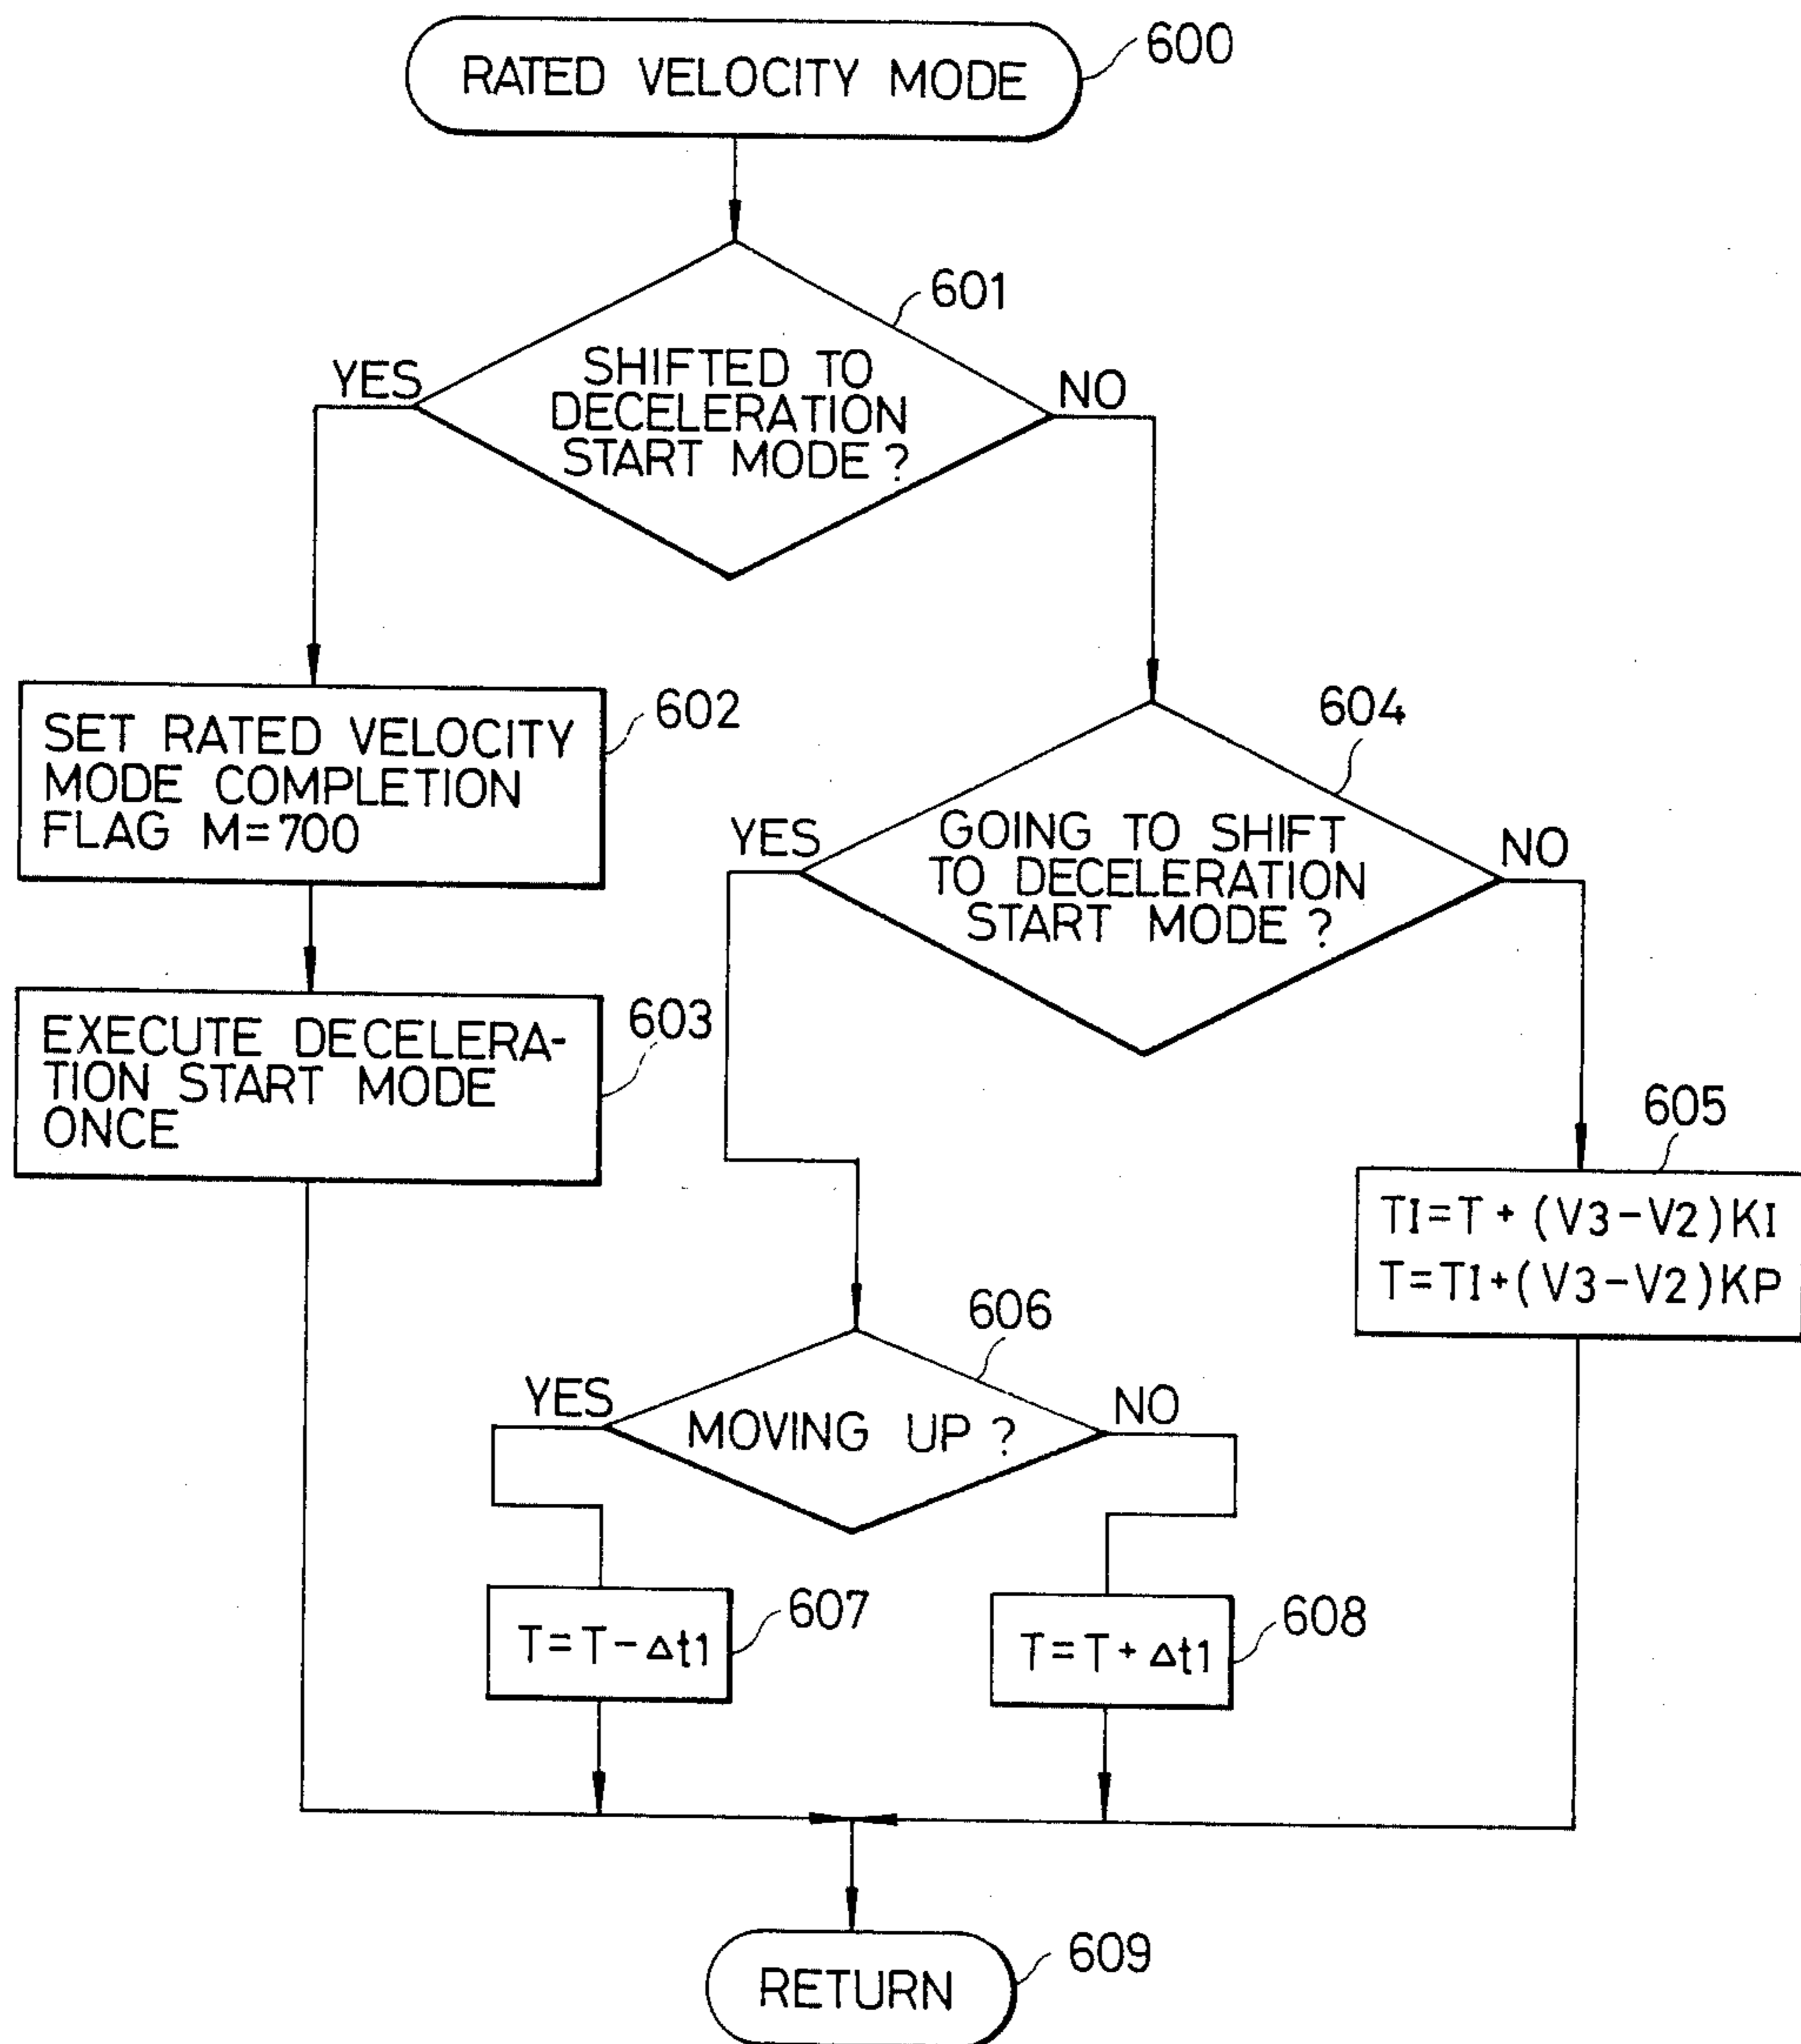 RATED VELOCITY MODE
600
601
SHIFTED TO
DECELERATION
START MODE?
YES
NO
SET RATED VELOCITY
MODE COMPLETION
FLAG M=700
602
EXECUTE DECELERA-
TION START MODE
ONCE
603
604
GOING TO SHIFT
TO DECELERATION
START MODE?
YES
NO
605
TI=T+(V3-V2)KI
T=TI+(V3-V2)KP
606
MOVING UP?
YES
NO
T=T-Δt1
607
T=T+Δt1
608
RETURN
609